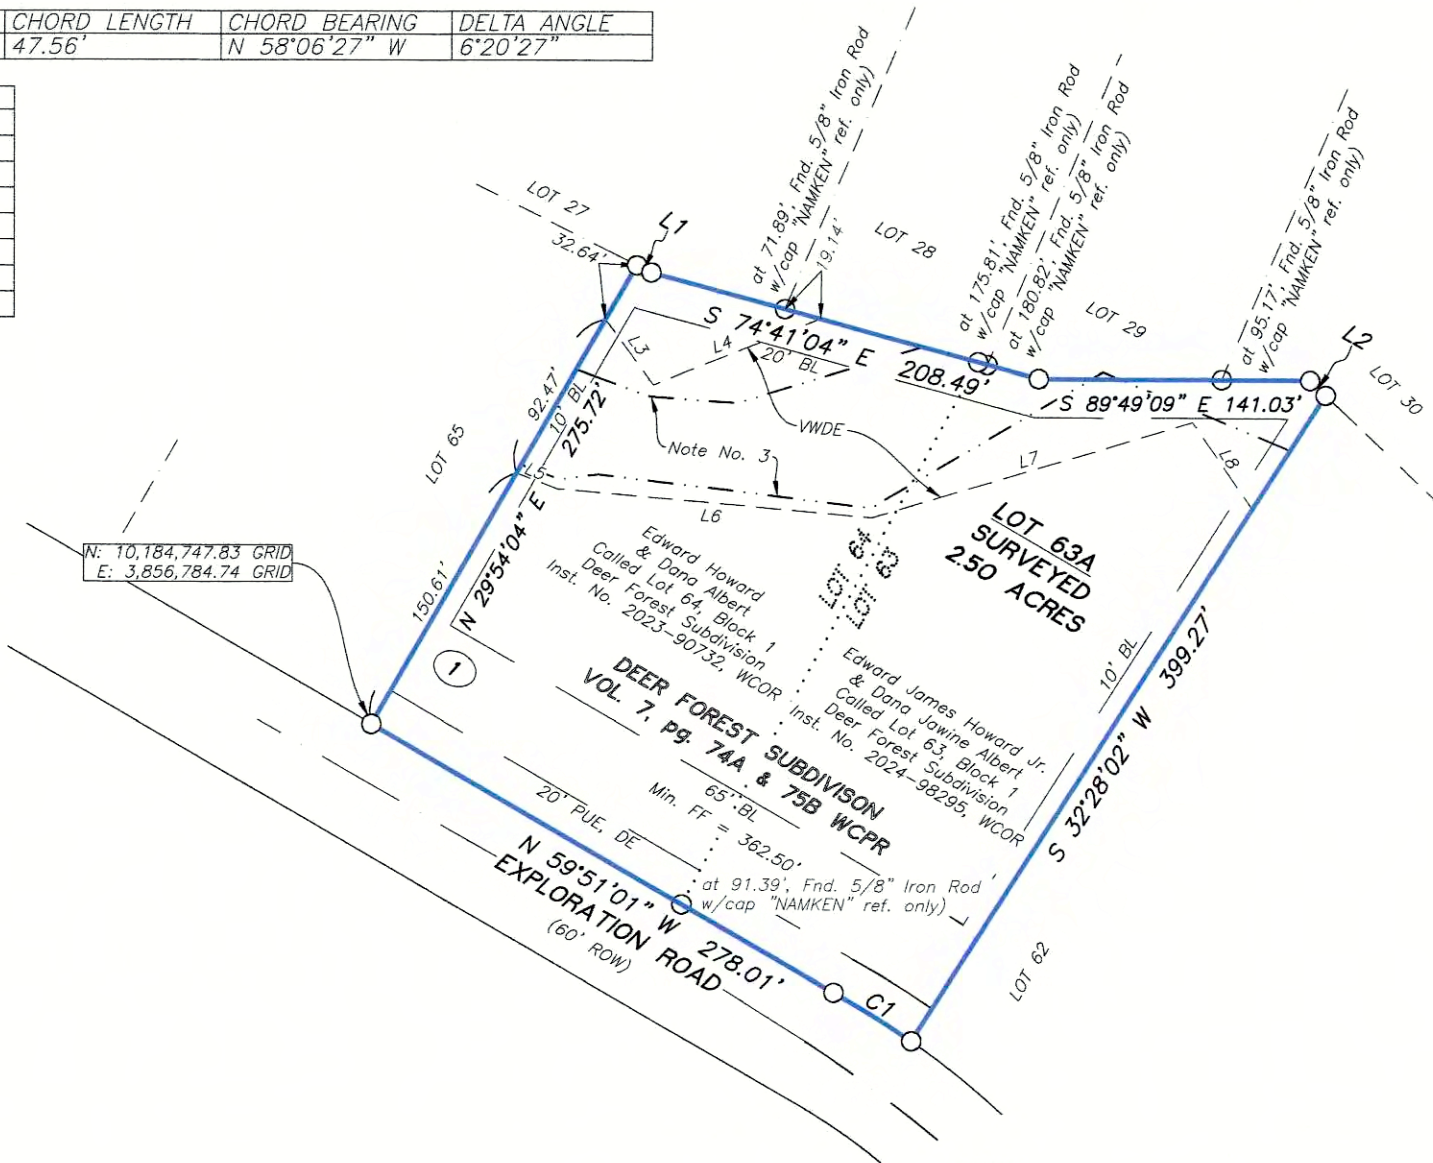 CHORD LENGTH CHORD BEARING DELTA ANGLE
47.56' N 58°06'27" W 6°20'27"
at 71.89', Fnd. 5/8" Iron Rod
w/cap "NAMKEN" ref. only)
at 175.81', Fnd. 5/8" Iron Rod
w/cap "NAMKEN" ref. only)
at 180.82', Fnd. 5/8" Iron Rod
w/cap "NAMKEN" ref. only)
at 95.17', Fnd. 5/8" Iron Rod
w/cap "NAMKEN" ref. only)
LOT 27
32.64'
L1
19.14'
LOT 28
LOT 29
L2
LOT 30
S 74°41'04" E 208.49'
L3
L4
20' BL
S 89°49'09" E 141.03'
92.47'
10' BL
275.72'
VWDE
Note No. 3
LOT 65
L5
L6
L7
L8
N 29°54'04" E
150.61'
N: 10,184,747.83 GRID
E: 3,856,784.74 GRID
LOT 63A
SURVEYED
2.50 ACRES
Lot 64
Lot 63
Edward Howard
& Dana Albert
Called Lot 64, Block 1
Deer Forest Subdivision
Inst. No. 2023-90732, WCOR
Edward James Howard Jr.
& Dana Jawine Albert
Called Lot 63, Block 1
Deer Forest Subdivision
Inst. No. 2024-98295, WCOR
10' BL
S 32°28'02" W 399.27'
1
DEER FOREST SUBDIVISON
VOL. 7, pg. 74A & 75B WCPR
65' BL
Min. FF = 362.50'
20' PUE, DE
at 91.39', Fnd. 5/8" Iron Rod
w/cap "NAMKEN" ref. only)
N 59°51'01" W 278.01'
EXPLORATION ROAD
(60' ROW)
C1
LOT 62